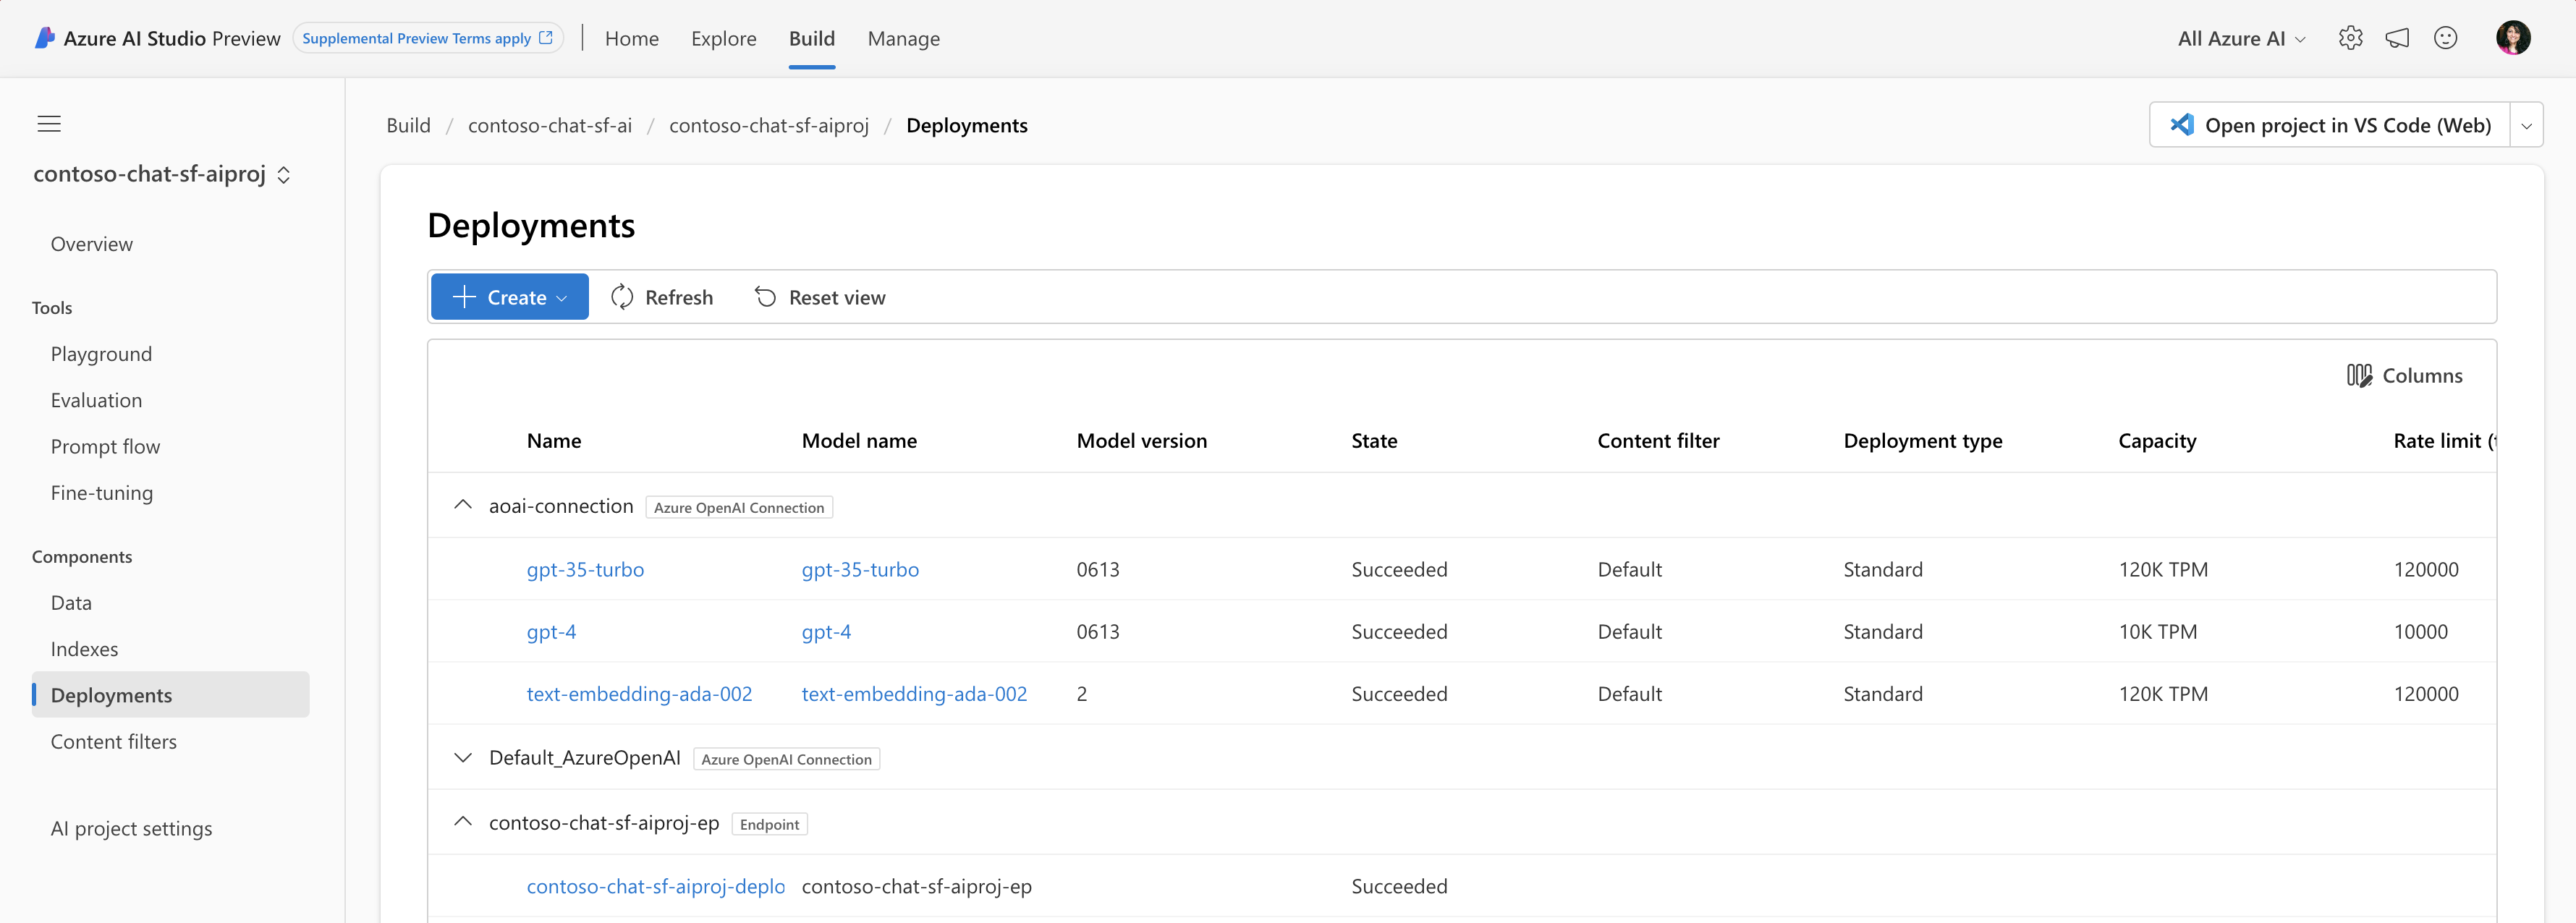 Azure AI Studio Preview Supplemental Preview Terms apply Home Explore Build Manage All Azure AI
Build / contoso-chat-sf-ai / contoso-chat-sf-aiproj / Deployments Open project in VS Code (Web)
contoso-chat-sf-aiproj
Overview
Tools
Playground
Evaluation
Prompt flow
Fine-tuning
Components
Data
Indexes
Deployments
Content filters
AI project settings
Deployments
Create Refresh Reset view
Columns
Name Model name Model version State Content filter Deployment type Capacity Rate limit (
aoai-connection Azure OpenAI Connection
gpt-35-turbo gpt-35-turbo 0613 Succeeded Default Standard 120K TPM 120000
gpt-4 gpt-4 0613 Succeeded Default Standard 10K TPM 10000
text-embedding-ada-002 text-embedding-ada-002 2 Succeeded Default Standard 120K TPM 120000
Default_AzureOpenAI Azure OpenAI Connection
contoso-chat-sf-aiproj-ep Endpoint
contoso-chat-sf-aiproj-deplo contoso-chat-sf-aiproj-ep Succeeded